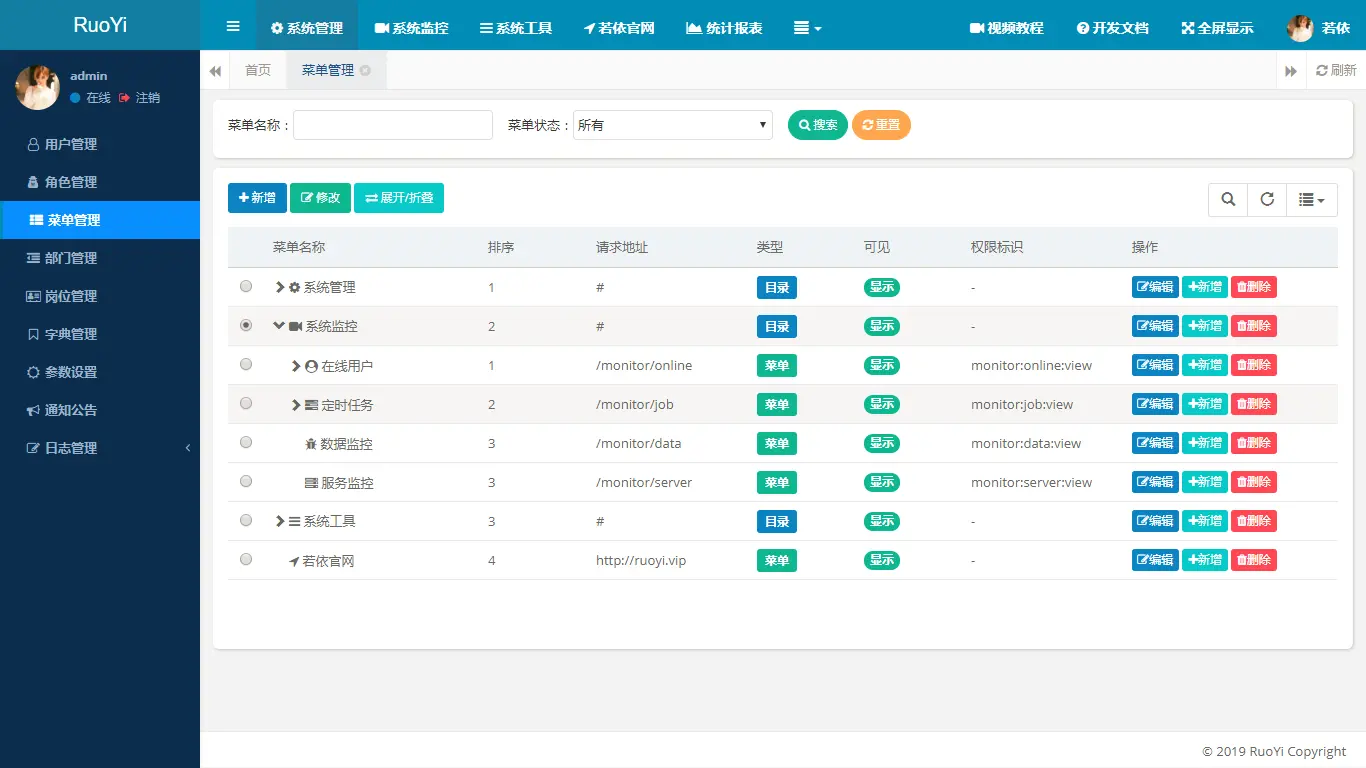 RuoYi 系统管理 系统监控 系统工具 若依官网 统计报表 视频教程 开发文档 全屏显示 若依
admin
在线 注销
用户管理
角色管理
菜单管理
部门管理
岗位管理
字典管理
参数设置
通知公告
日志管理
首页 菜单管理 刷新
菜单名称： 菜单状态：所有 搜索 重置
新增 修改 展开/折叠
菜单名称 排序 请求地址 类型 可见 权限标识 操作
系统管理 1 # 目录 显示 - 编辑 新增 删除
系统监控 2 # 目录 显示 - 编辑 新增 删除
在线用户 1 /monitor/online 菜单 显示 monitor:online:view 编辑 新增 删除
定时任务 2 /monitor/job 菜单 显示 monitor:job:view 编辑 新增 删除
数据监控 3 /monitor/data 菜单 显示 monitor:data:view 编辑 新增 删除
服务监控 3 /monitor/server 菜单 显示 monitor:server:view 编辑 新增 删除
系统工具 3 # 目录 显示 - 编辑 新增 删除
若依官网 4 http://ruoyi.vip 菜单 显示 - 编辑 新增 删除
© 2019 RuoYi Copyright